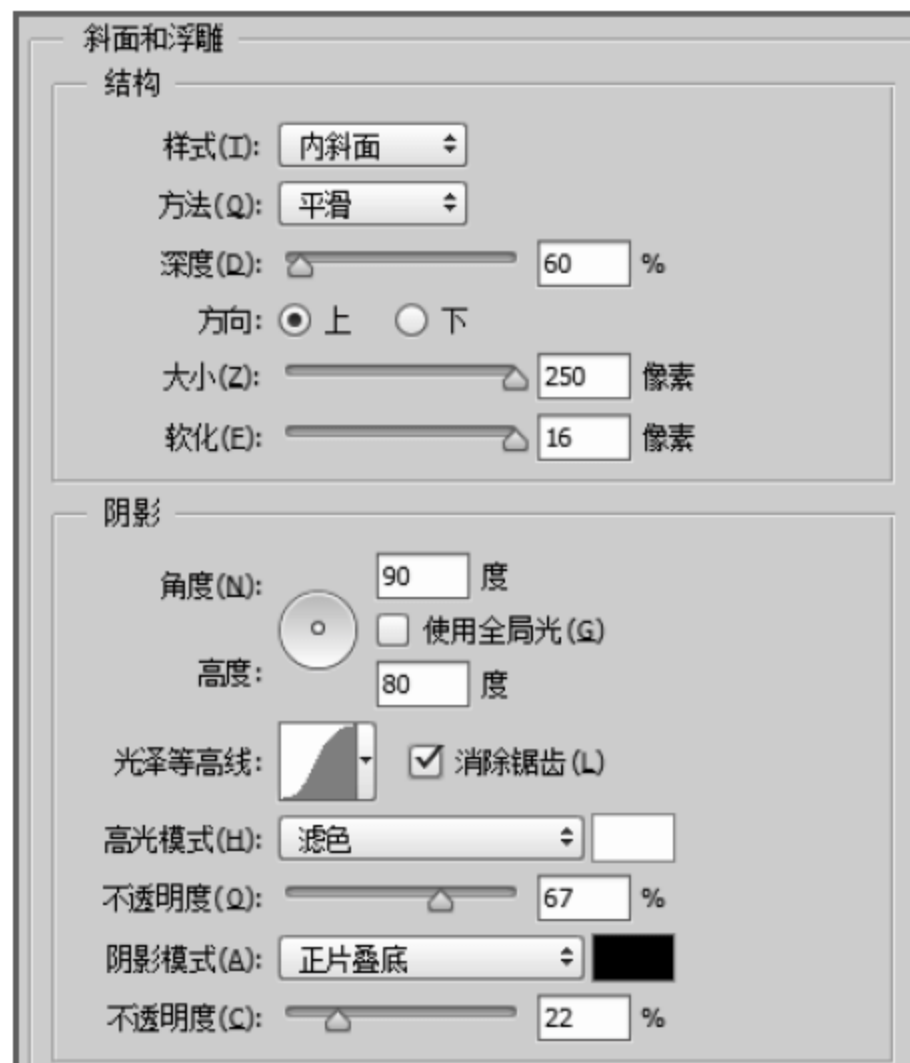 斜面和浮雕
结构
样式(I): 内斜面
方法(Q): 平滑
深度(D): 60 %
方向: 上 下
大小(Z): 250 像素
软化(F): 16 像素
阴影
角度(N): 90 度
使用全局光(G)
高度: 80 度
光泽等高线: 消除锯齿(L)
高光模式(H): 滤色
不透明度(O): 67 %
阴影模式(A): 正片叠底
不透明度(C): 22 %